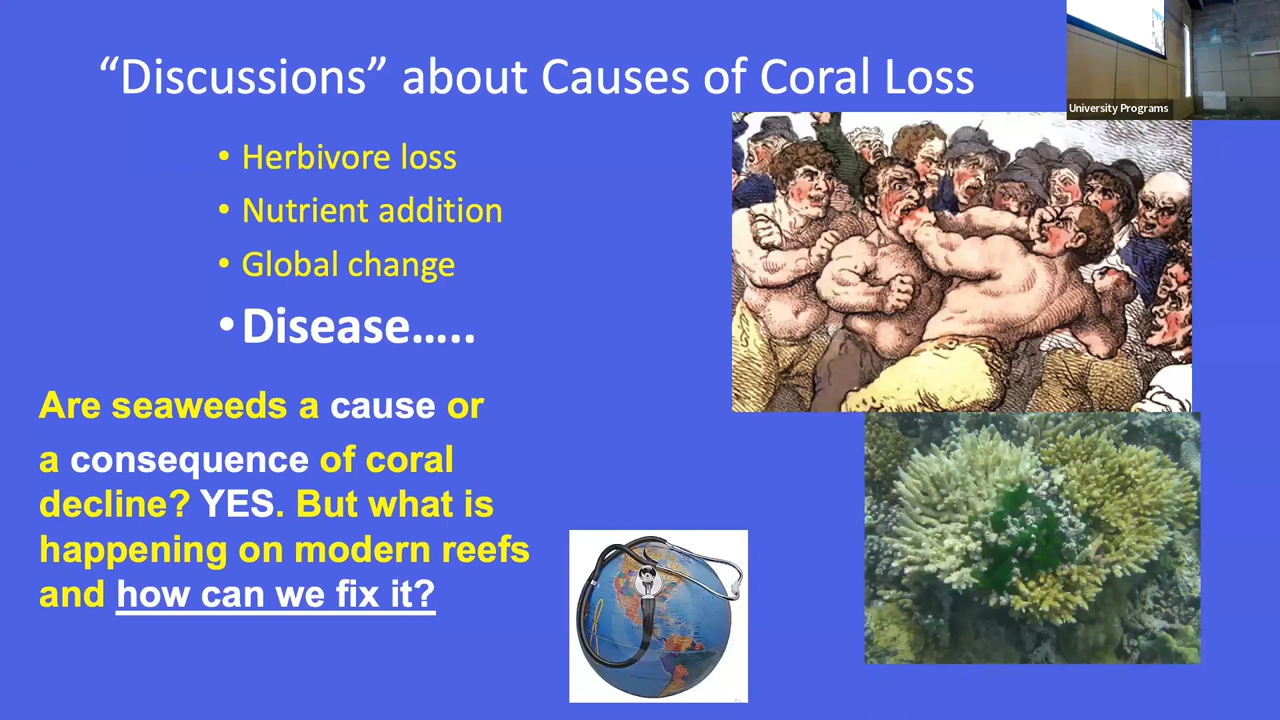 “Discussions” about Causes of Coral Loss
University Programs
• Herbivore loss
• Nutrient addition
• Global change
• Disease…..
Are seaweeds a cause or
a consequence of coral
decline? YES. But what is
happening on modern reefs
and how can we fix it?